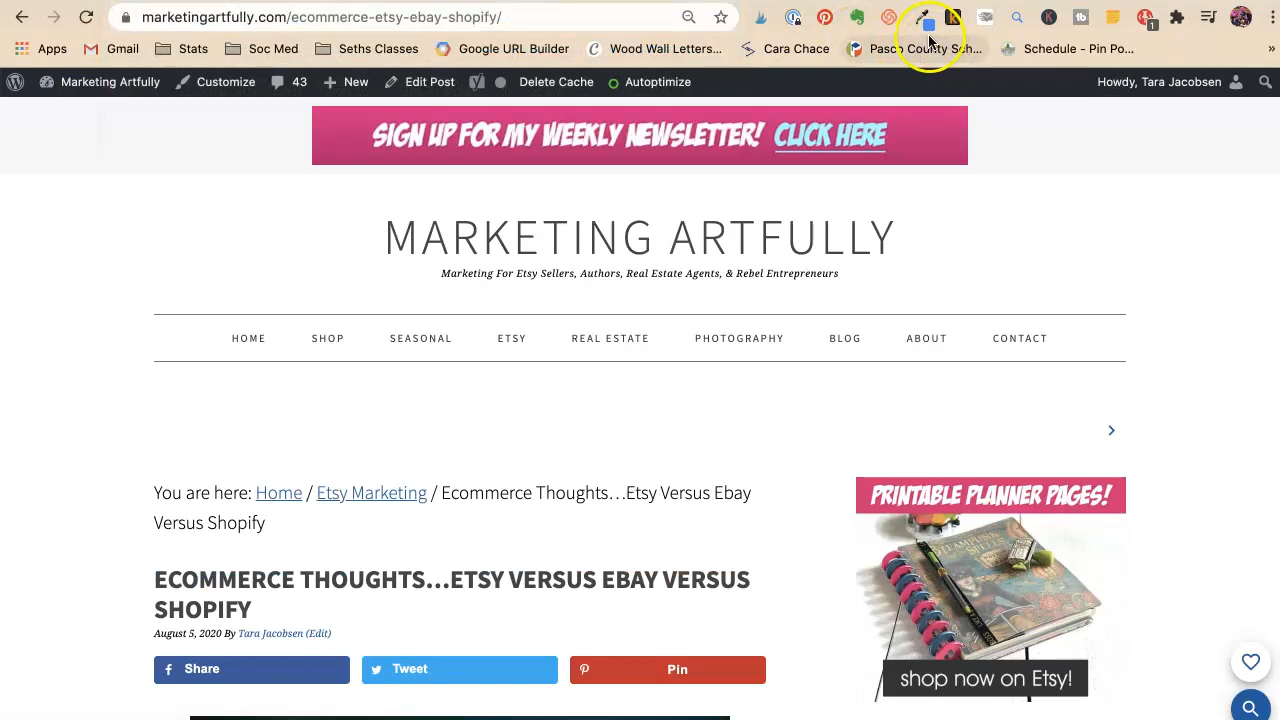 marketingartfully.com/ecommerce-etsy-ebay-shopify/
1
Apps Gmail Stats Soc Med Seths Classes Google URL Builder Wood Wall Letters... Cara Chace Pasco County Sch... Schedule - Pin Po... »
Marketing Artfully Customize 43 New Edit Post Delete Cache Autoptimize Howdy, Tara Jacobsen
SIGN UP FOR MY WEEKLY NEWSLETTER! CLICK HERE
MARKETING ARTFULLY
Marketing For Etsy Sellers, Authors, Real Estate Agents, & Rebel Entrepreneurs
HOME SHOP SEASONAL ETSY REAL ESTATE PHOTOGRAPHY BLOG ABOUT CONTACT
You are here: Home / Etsy Marketing / Ecommerce Thoughts…Etsy Versus Ebay
Versus Shopify
ECOMMERCE THOUGHTS…ETSY VERSUS EBAY VERSUS
SHOPIFY
August 5, 2020 By Tara Jacobsen (Edit)
Share Tweet Pin
PRINTABLE PLANNER PAGES!
shop now on Etsy!